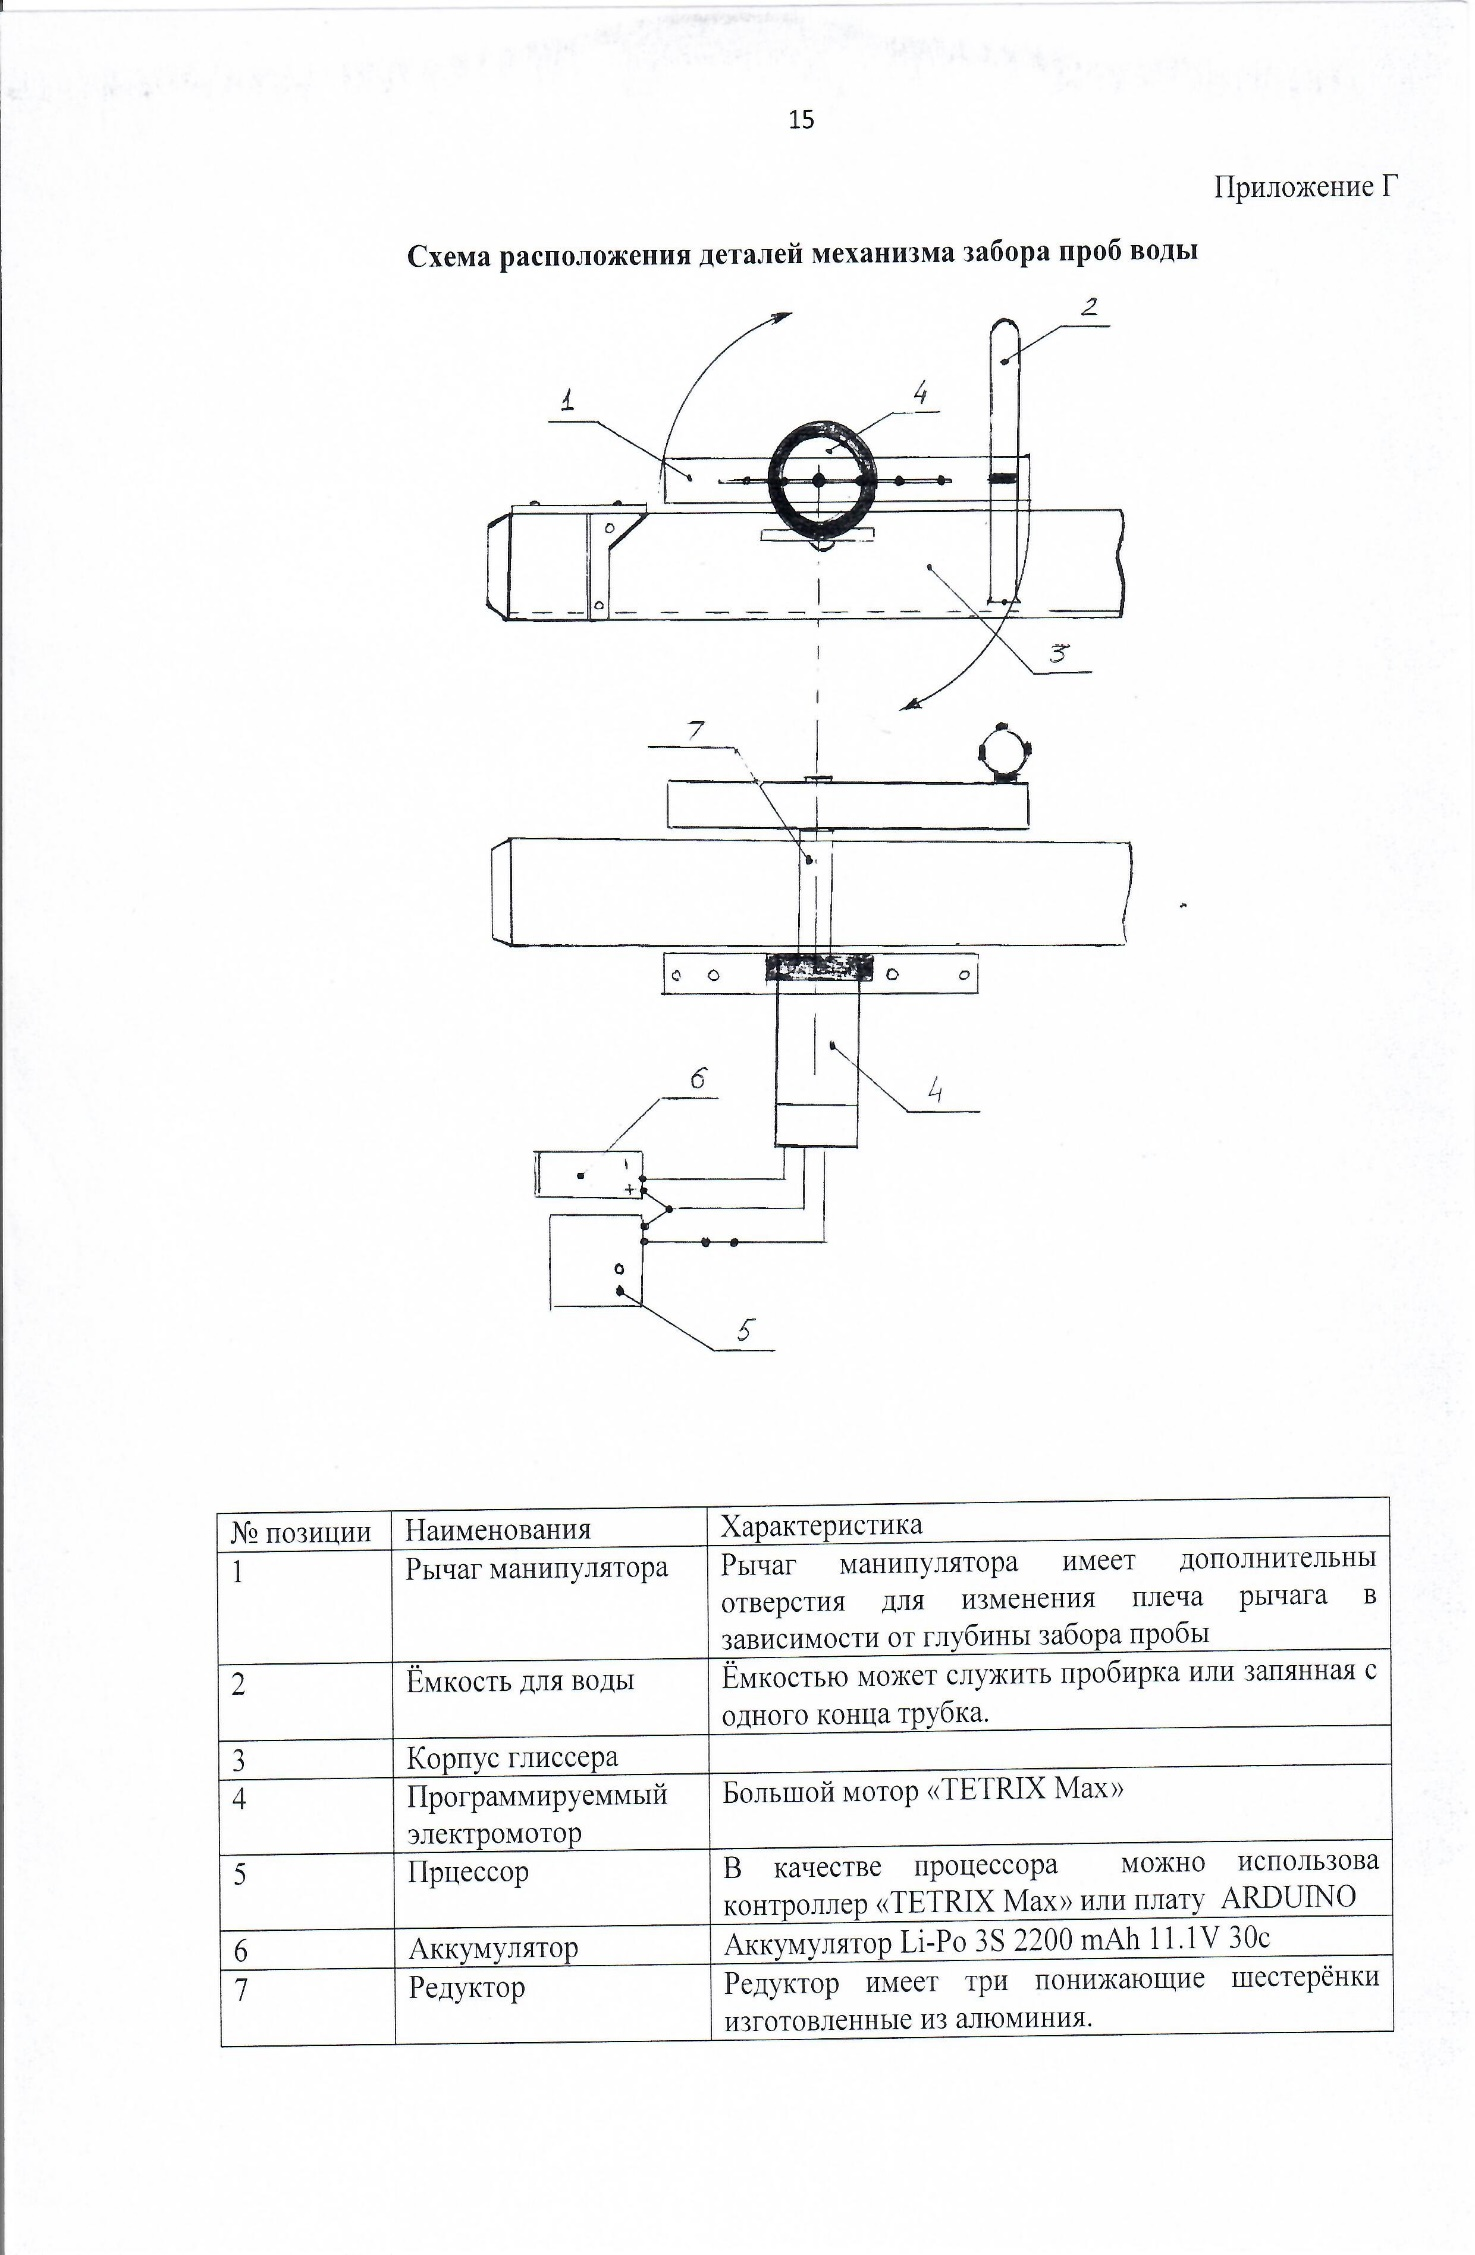 15
Приложение Г
Схема расположения деталей механизма забора проб воды
2
1
4
3
7
6
4
+
5
№ позиции Наименования Характеристика
1 Рычаг манипулятора Рычаг манипулятора имеет дополнительны
отверстия для изменения плеча рычага в
зависимости от глубины забора пробы
2 Ёмкость для воды Ёмкостью может служить пробирка или запянная с
одного конца трубка.
3 Корпус глиссера
4 Программируеммый Большой мотор «TETRIX Max»
электромотор
5 Прцессор В качестве процессора можно использова
контроллер «TETRIX Max» или плату ARDUINO
6 Аккумулятор Аккумулятор Li-Po 3S 2200 mAh 11.1V 30c
7 Редуктор Редуктор имеет три понижающие шестерёнки
изготовленные из алюминия.